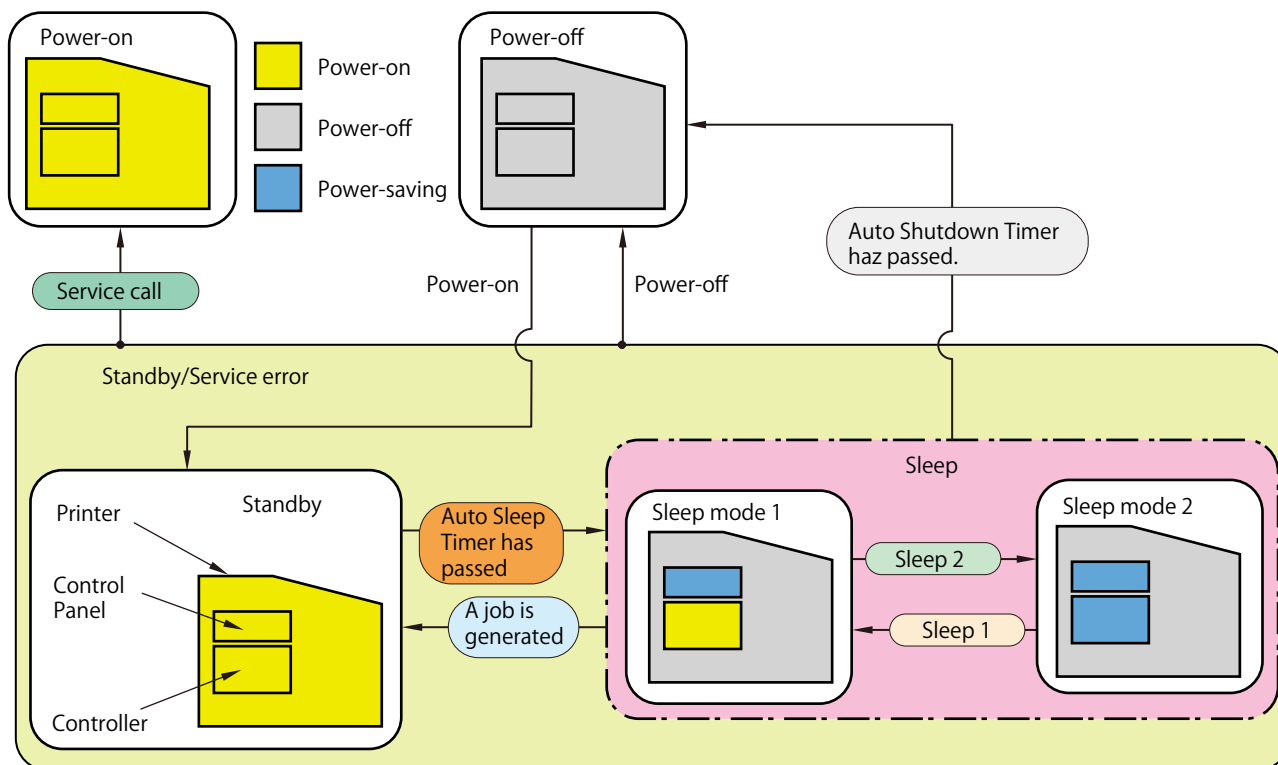 Power-on
Power-on
Power-off
Power-saving
Power-off
Auto Shutdown Timer
haz passed.
Service call
Power-on
Power-off
Standby/Service error
Standby
Printer
Control
Panel
Controller
Auto Sleep
Timer has
passed
A job is
generated
Sleep
Sleep mode 1
Sleep 2
Sleep 1
Sleep mode 2